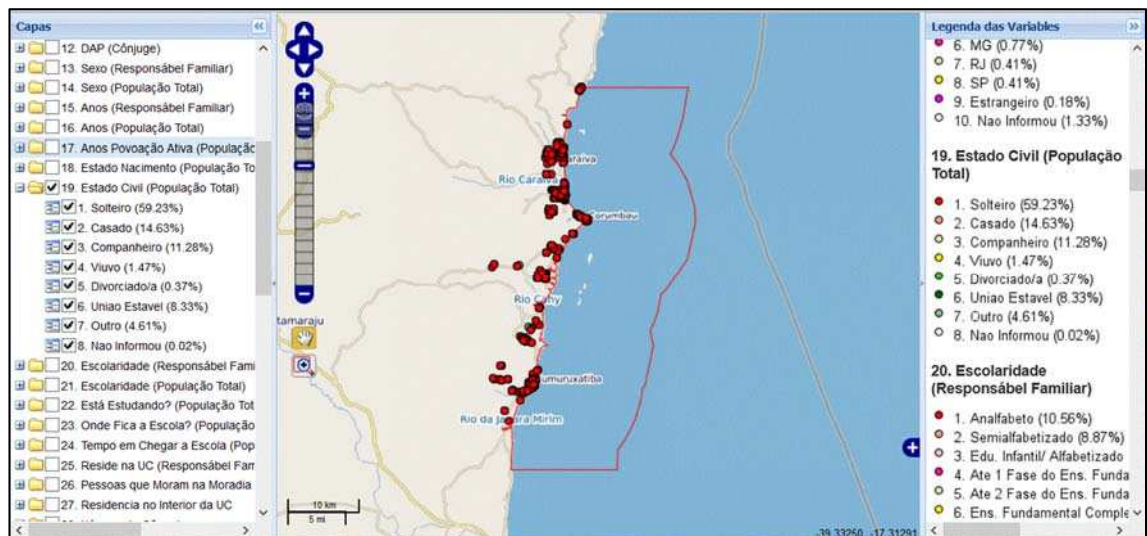 Capas
12. DAP (Cônjuge)
13. Sexo (Responsábel Familiar)
14. Sexo (População Total)
15. Anos (Responsábel Familiar)
16. Anos (População Total)
17. Anos Povoação Ativa (População
18. Estado Nacimento (População To
19. Estado Civil (População Total)
1. Solteiro (59.23%)
2. Casado (14.63%)
3. Companheiro (11.28%)
4. Viuvo (1.47%)
5. Divorciado/a (0.37%)
6. Uniao Estavel (8.33%)
7. Outro (4.61%)
8. Nao Informou (0.02%)
20. Escolaridade (Responsábel Familiar
21. Escolaridade (População Total)
22. Está Estudando? (População Tot
23. Onde Fica a Escola? (População
24. Tempo em Chegar a Escola (Pop
25. Reside na UC (Responsábel Fam
26. Pessoas que Moram na Moradia
27. Residencia no Interior da UC
Rio Caraiva
Corumbau
Rio Cahy
tamaraju
umuruxatiba
10 km
5 mi
-39.33250, -17.31291
Legenda das Variables
6. MG (0.77%)
7. RJ (0.41%)
8. SP (0.41%)
9. Estrangeiro (0.18%)
10. Nao Informou (1.33%)
19. Estado Civil (População
Total)
1. Solteiro (59.23%)
2. Casado (14.63%)
3. Companheiro (11.28%)
4. Viuvo (1.47%)
5. Divorciado/a (0.37%)
6. Uniao Estavel (8.33%)
7. Outro (4.61%)
8. Nao Informou (0.02%)
20. Escolaridade
(Responsábel Familiar)
1. Analfabeto (10.56%)
2. Semialfabetizado (8.87%)
3. Edu. Infantil/ Alfabetizado
4. Ate 1 Fase do Ens. Funda
5. Ate 2 Fase do Ens. Funda
6. Ens. Fundamental Comple